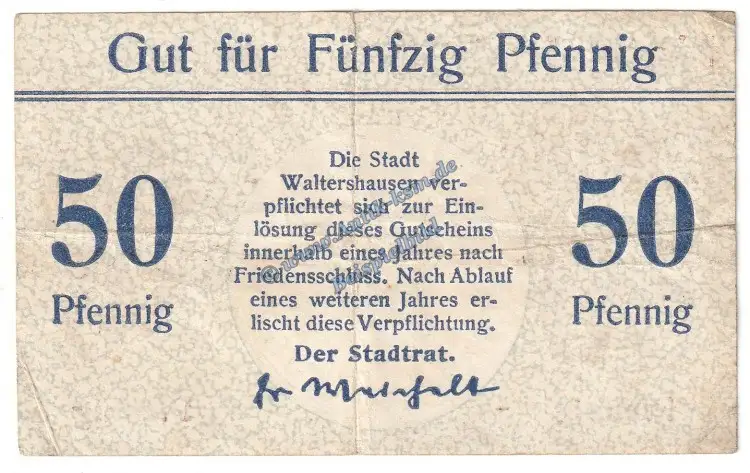 Gut für Fünfzig Pfennig
50
Pfennig
Die Stadt
Waltershausen ver-
pflichtet sich zur Ein-
lösung dieses Gutscheins
innerhalb eines Jahres nach
Friedensschluss. Nach Ablauf
eines weiteren Jahres er-
lischt diese Verpflichtung.
Der Stadtrat.
50
Pfennig